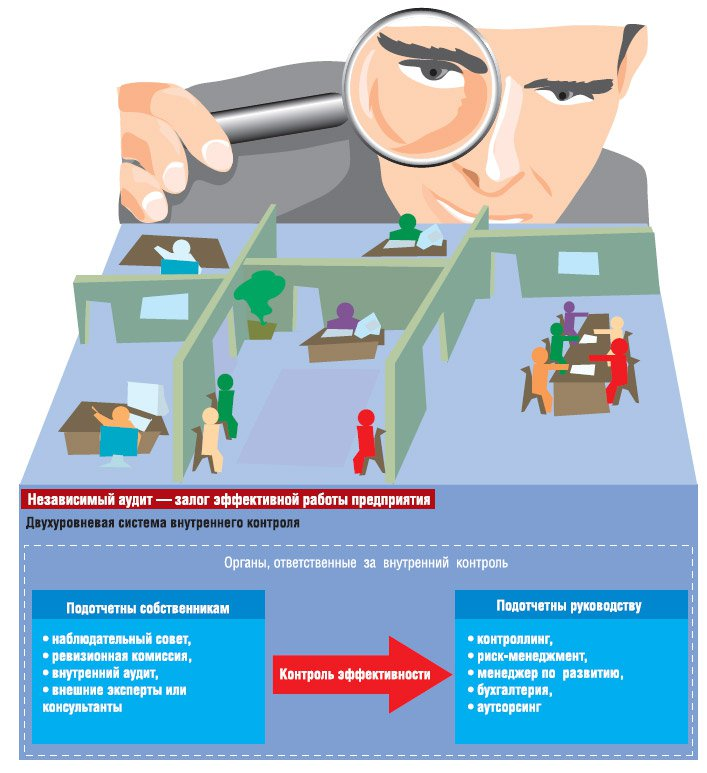 Независимый аудит — залог эффективной работы предприятия
Двухуровневая система внутреннего контроля
Органы, ответственные за внутренний контроль
Подотчетны собственникам
• наблюдательный совет,
• ревизионная комиссия,
• внутренний аудит,
• внешние эксперты или
консультанты
Контроль эффективности
Подотчетны руководству
• контроллинг,
• риск-менеджмент,
• менеджер по развитию,
• бухгалтерия,
• аутсорсинг